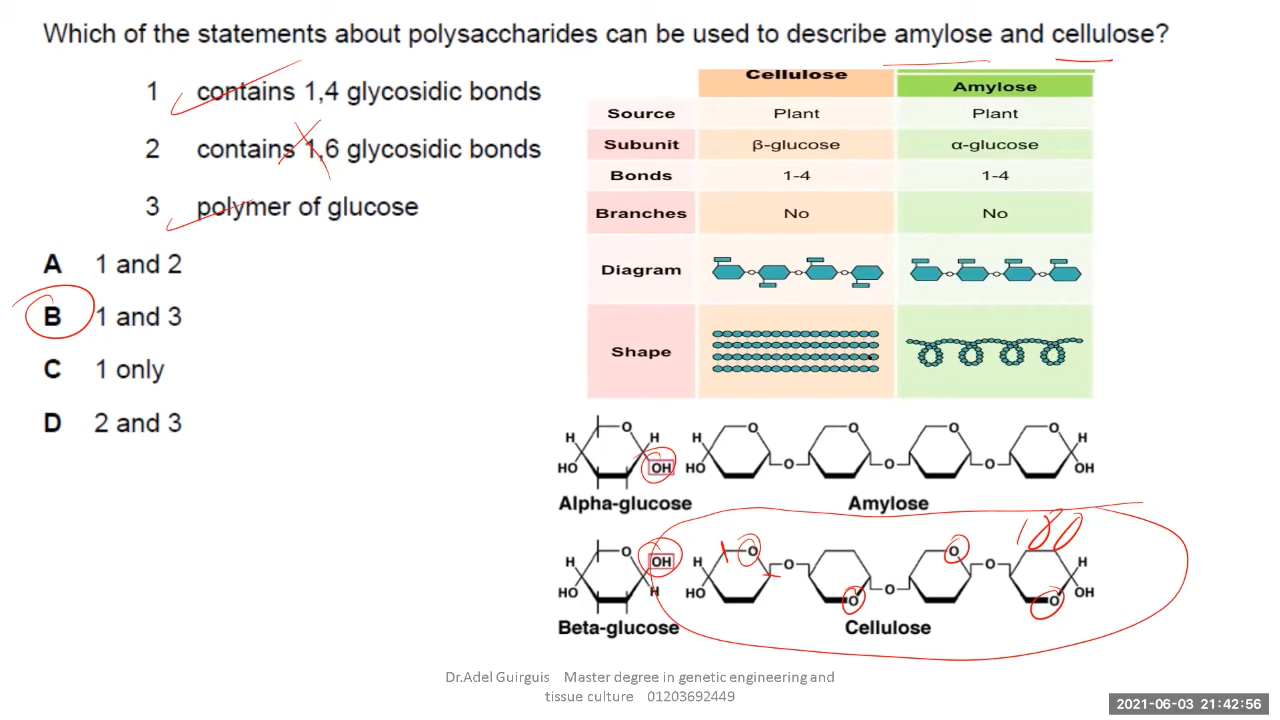 Which of the statements about polysaccharides can be used to describe amylose and cellulose?
1 contains 1,4 glycosidic bonds
2 contains 1,6 glycosidic bonds
3 polymer of glucose
A 1 and 2
B 1 and 3
C 1 only
D 2 and 3
Cellulose Amylose
Source Plant Plant
Subunit β-glucose α-glucose
Bonds 1-4 1-4
Branches No No
Diagram
Shape
O O O O O
H H H H
HO OH HO O O O OH
Alpha-glucose Amylose
180
O OH O O O O
H H H
HO H HO O O O OH
Beta-glucose Cellulose
Dr.Adel Guirguis Master degree in genetic engineering and
tissue culture 01203692449
2021-06-03 21:42:56